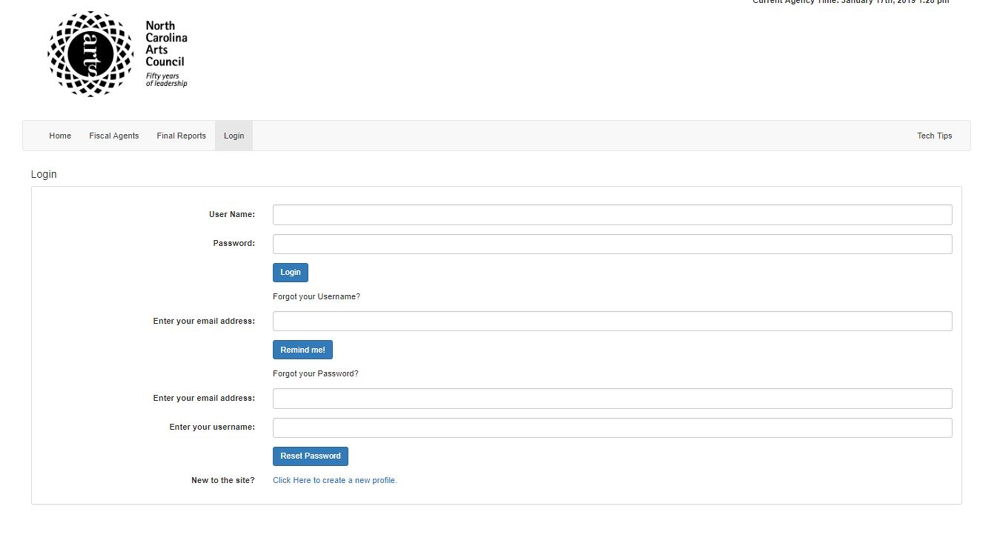 Current Agency Time: January 17th, 2019 1:28 pm
arts
North
Carolina
Arts
Council
Fifty years
of leadership
Home Fiscal Agents Final Reports Login Tech Tips
Login
User Name:
Password:
Login
Forgot your Username?
Enter your email address:
Remind me!
Forgot your Password?
Enter your email address:
Enter your username:
Reset Password
New to the site? Click Here to create a new profile.